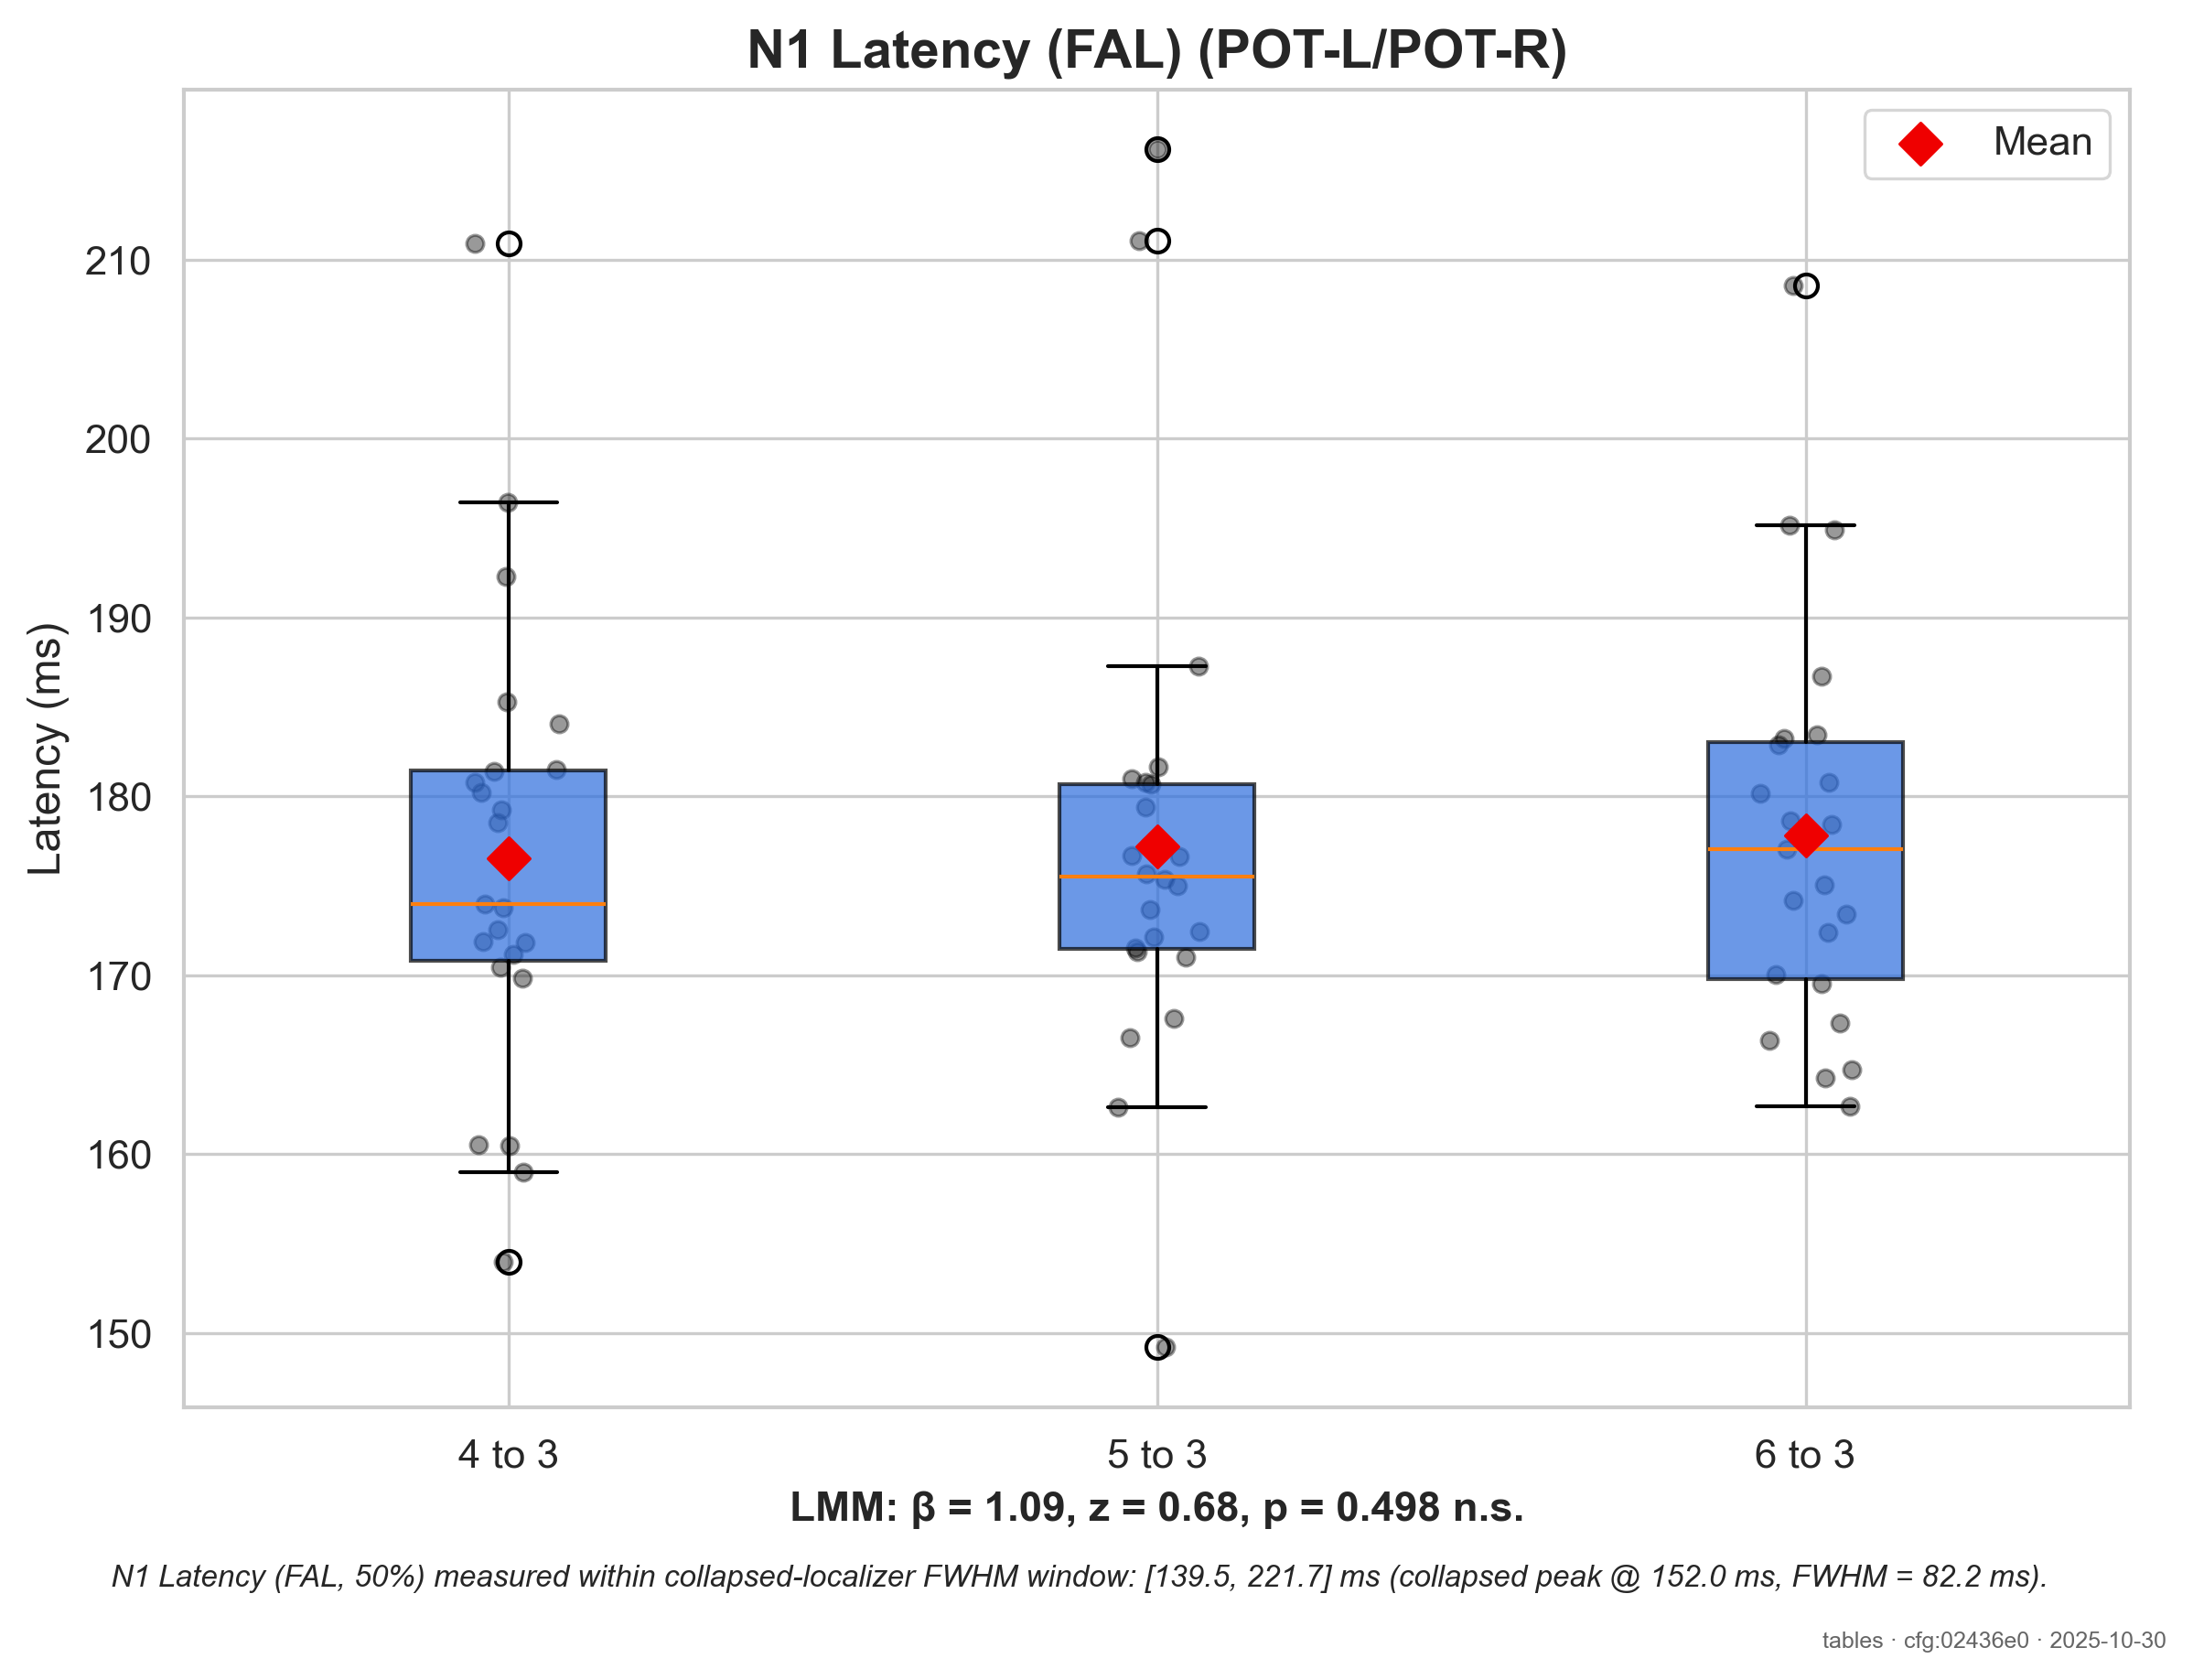 N1 Latency (FAL) (POT-L/POT-R)
Mean
Latency (ms)
210
200
190
180
170
160
150
4 to 3
5 to 3
6 to 3
LMM: β = 1.09, z = 0.68, p = 0.498 n.s.
N1 Latency (FAL, 50%) measured within collapsed-localizer FWHM window: [139.5, 221.7] ms (collapsed peak @ 152.0 ms, FWHM = 82.2 ms).
tables · cfg:02436e0 · 2025-10-30